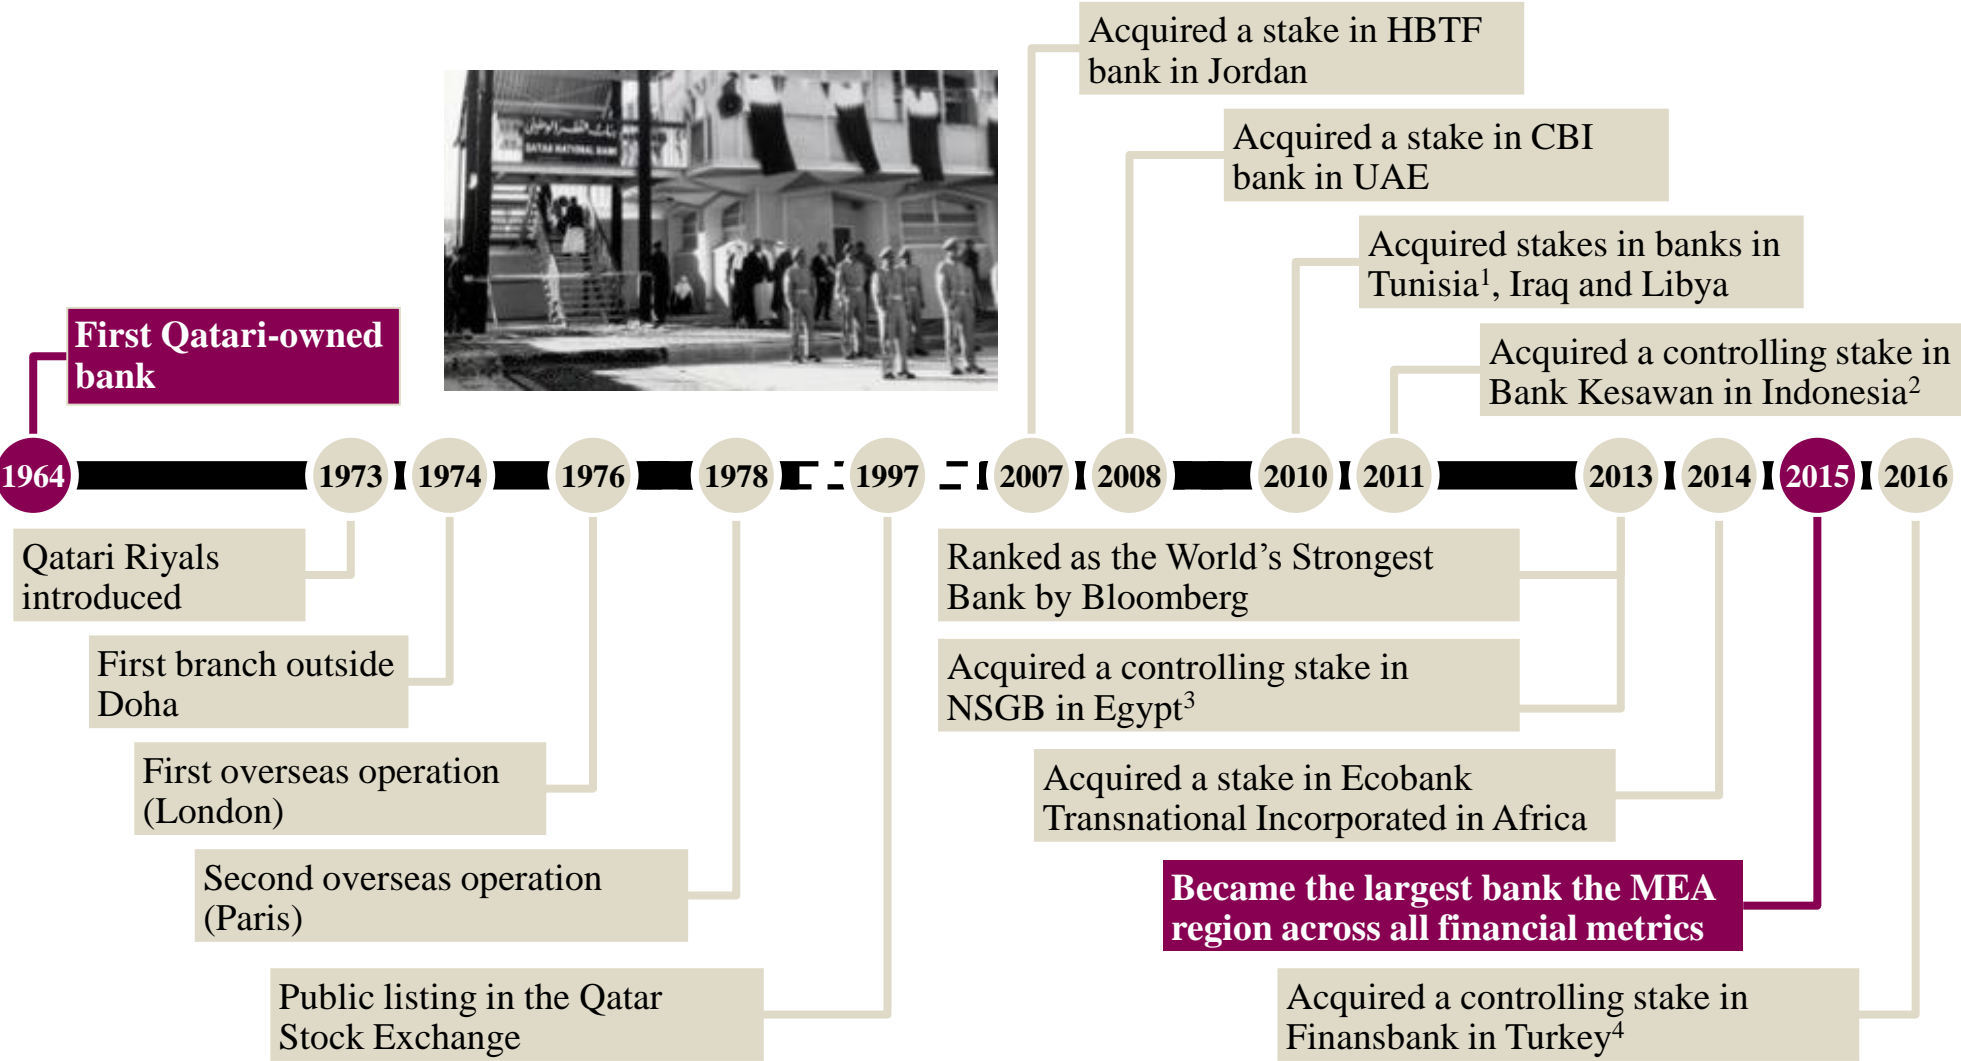 Acquired a stake in HBTF
bank in Jordan
Acquired a stake in CBI
bank in UAE
Acquired stakes in banks in
Tunisia¹, Iraq and Libya
Acquired a controlling stake in
Bank Kesawan in Indonesia²
QATAR NATIONAL BANK
First Qatari-owned
bank
1964 1973 1974 1976 1978 1997 2007 2008 2010 2011 2013 2014 2015 2016
Qatari Riyals
introduced
First branch outside
Doha
First overseas operation
(London)
Second overseas operation
(Paris)
Public listing in the Qatar
Stock Exchange
Ranked as the World’s Strongest
Bank by Bloomberg
Acquired a controlling stake in
NSGB in Egypt³
Acquired a stake in Ecobank
Transnational Incorporated in Africa
Became the largest bank the MEA
region across all financial metrics
Acquired a controlling stake in
Finansbank in Turkey⁴